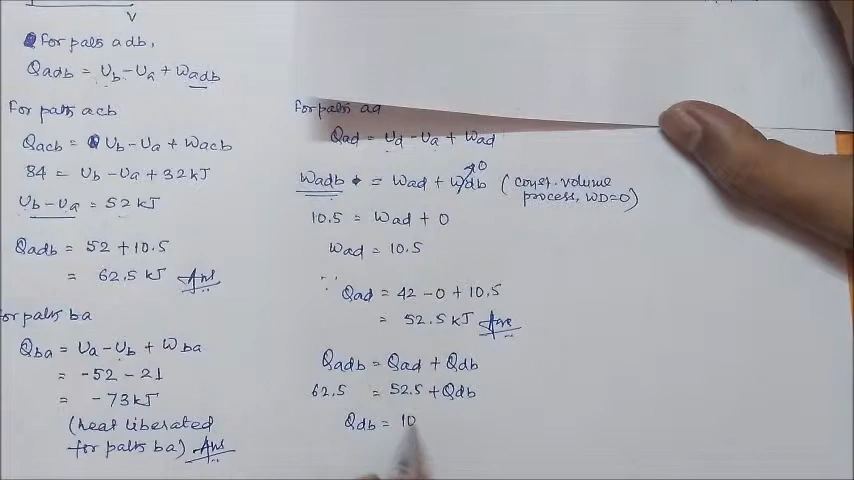 V
For path adb,
Qadb = Ub - Ua + Wadb
For path acb
Qacb = Ub - Ua + Wacb
84 = Ub - Ua + 32 kJ
Ub - Ua = 52 kJ
Qadb = 52 + 10.5
= 62.5 kJ Ans
For path ba
Qba = Ua - Ub + Wba
= -52 - 21
= -73 kJ
(heat liberated
for path ba) Ans
For path ad
Qad = Ud - Ua + Wad
Wadb = Wad + Wdb 0 (const. volume
process, WD=0)
10.5 = Wad + 0
Wad = 10.5
∵ Qad = 42 - 0 + 10.5
= 52.5 kJ Ans
Qadb = Qad + Qdb
62.5 = 52.5 + Qdb
Qdb = 10